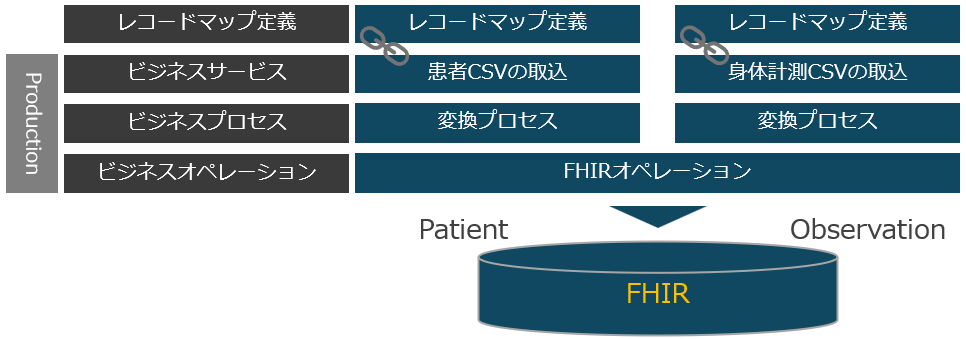 レコードマップ定義 レコードマップ定義 レコードマップ定義
Production
ビジネスサービス 患者CSVの取込 身体計測CSVの取込
ビジネスプロセス 変換プロセス 変換プロセス
ビジネスオペレーション FHIRオペレーション
Patient Observation
FHIR